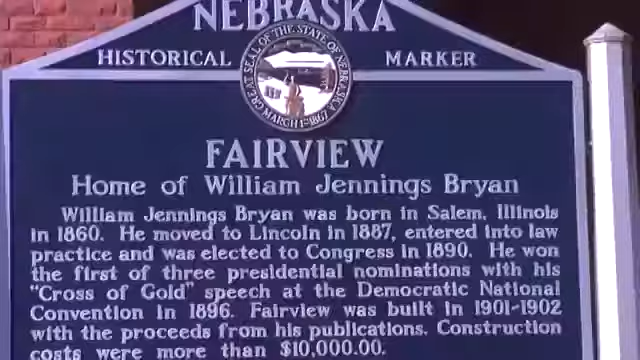 NEBRASKA
HISTORICAL MARKER
GREAT SEAL OF THE STATE OF NEBRASKA
MARCH 1ST 1867
FAIRVIEW
Home of William Jennings Bryan
William Jennings Bryan was born in Salem, Illinois
in 1860. He moved to Lincoln in 1887, entered into law
practice and was elected to Congress in 1890. He won
the first of three presidential nominations with his
"Cross of Gold" speech at the Democratic National
Convention in 1896. Fairview was built in 1901-1902
with the proceeds from his publications. Construction
costs were more than $10,000.00.